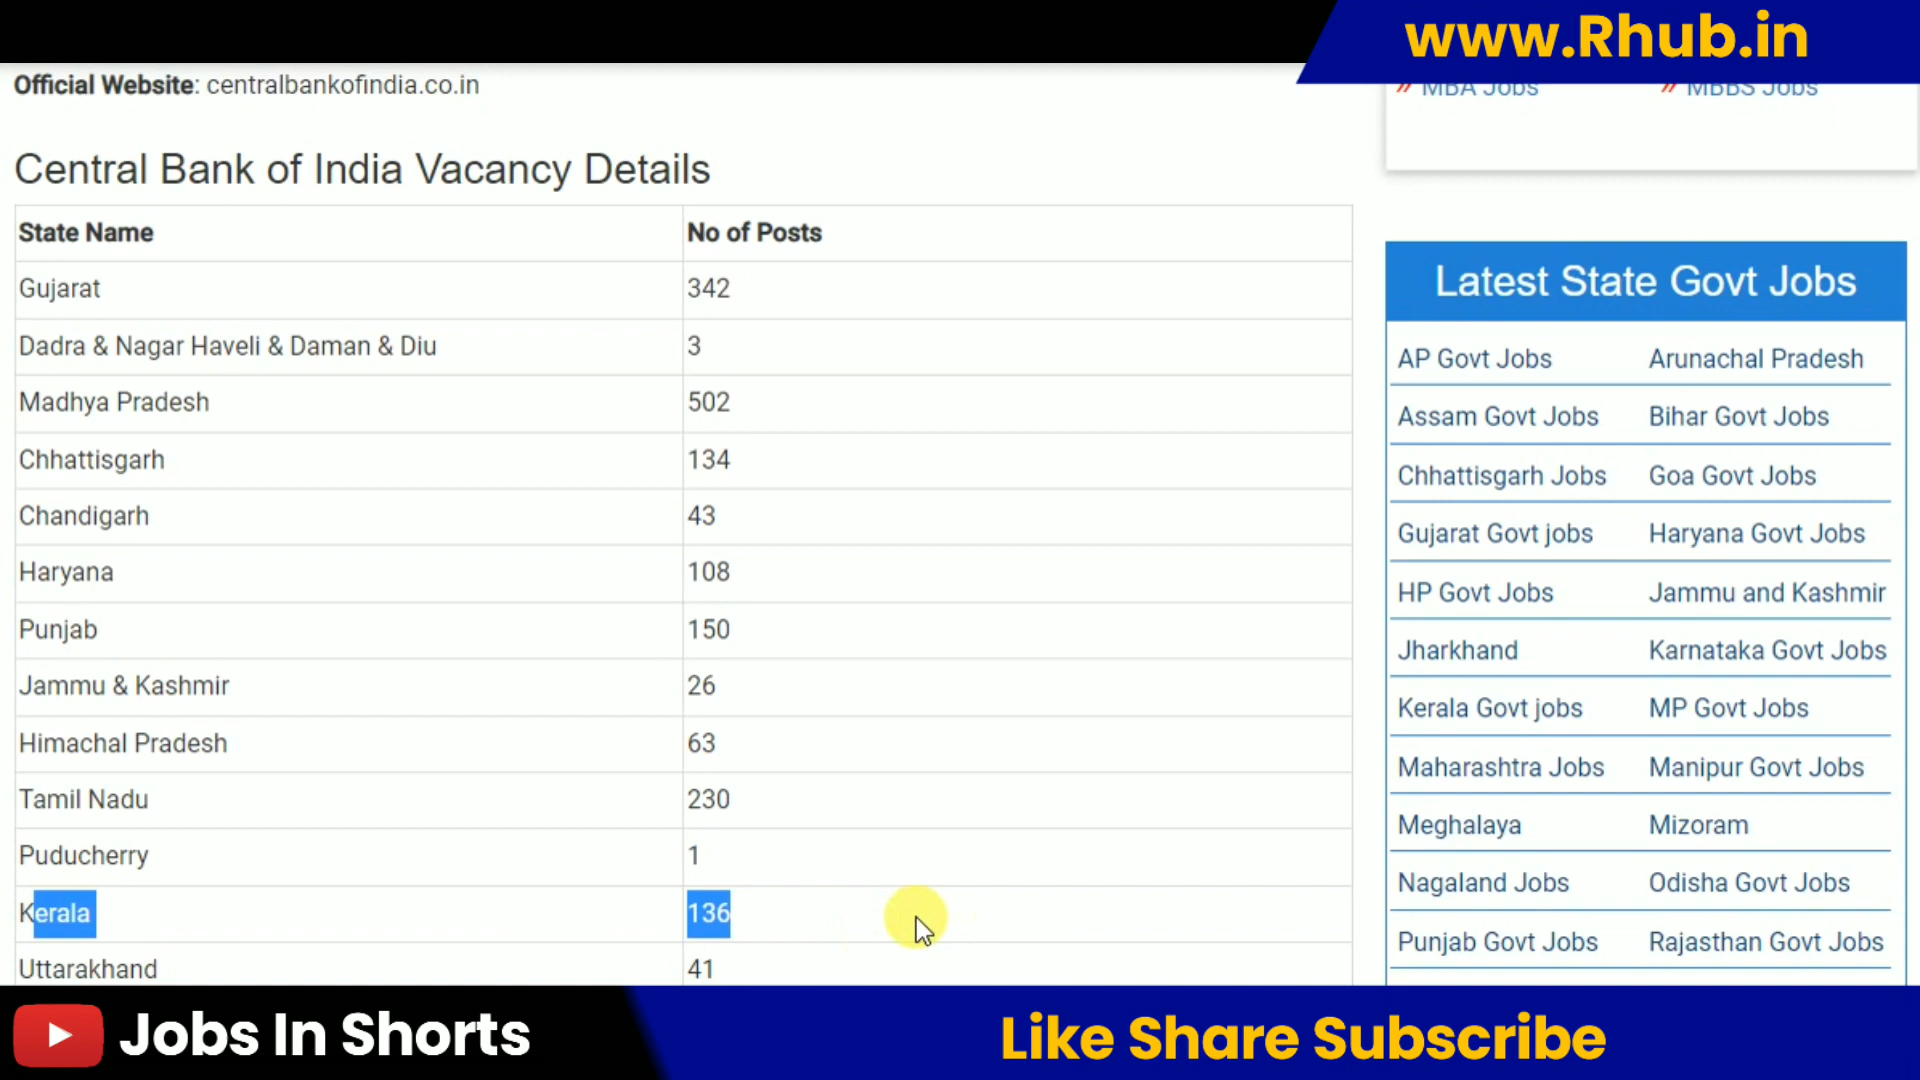 www.Rhub.in
Official Website: centralbankofindia.co.in
» MBA Jobs » MBBS Jobs
Central Bank of India Vacancy Details
State Name No of Posts
Gujarat 342
Dadra & Nagar Haveli & Daman & Diu 3
Madhya Pradesh 502
Chhattisgarh 134
Chandigarh 43
Haryana 108
Punjab 150
Jammu & Kashmir 26
Himachal Pradesh 63
Tamil Nadu 230
Puducherry 1
Kerala 136
Uttarakhand 41
Latest State Govt Jobs
AP Govt Jobs Arunachal Pradesh
Assam Govt Jobs Bihar Govt Jobs
Chhattisgarh Jobs Goa Govt Jobs
Gujarat Govt jobs Haryana Govt Jobs
HP Govt Jobs Jammu and Kashmir
Jharkhand Karnataka Govt Jobs
Kerala Govt jobs MP Govt Jobs
Maharashtra Jobs Manipur Govt Jobs
Meghalaya Mizoram
Nagaland Jobs Odisha Govt Jobs
Punjab Govt Jobs Rajasthan Govt Jobs
Jobs In Shorts
Like Share Subscribe